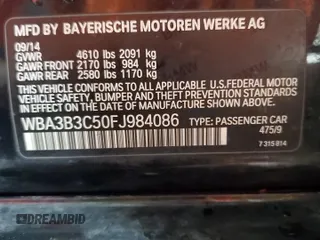 MFD BY BAYERISCHE MOTOREN WERKE AG
09/14
GVWR 4610 lbs 2091 kg
GAWR FRONT 2170 lbs 984 kg
GAWR REAR 2580 lbs 1170 kg
THIS VEHICLE CONFORMS TO ALL APPLICABLE U.S. FEDERAL MOTOR
VEHICLE SAFETY, BUMPER, AND THEFT PREVENTION STANDARDS IN
EFFECT ON THE DATE OF MANUFACTURE SHOWN ABOVE.
WBA3B3C50FJ984086 TYPE: PASSENGER CAR
475/9
7 315 814
DREAMBID